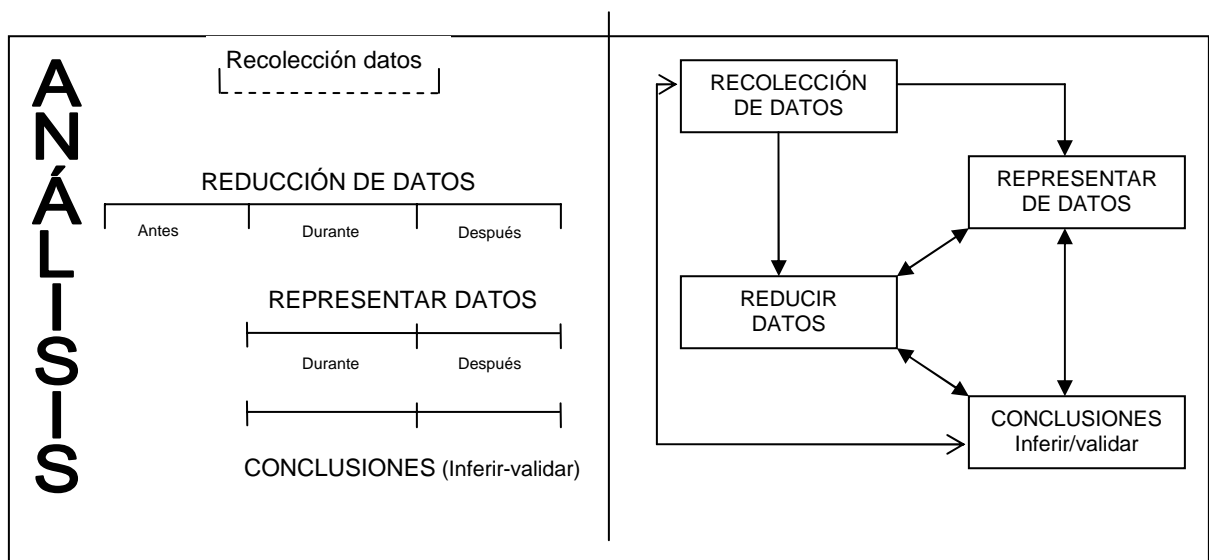 ANÁLISIS
Recolección datos
REDUCCIÓN DE DATOS
Antes Durante Después
REPRESENTAR DATOS
Durante Después
CONCLUSIONES (Inferir-validar)
RECOLECCIÓN
DE DATOS
REPRESENTAR
DE DATOS
REDUCIR
DATOS
CONCLUSIONES
Inferir/validar